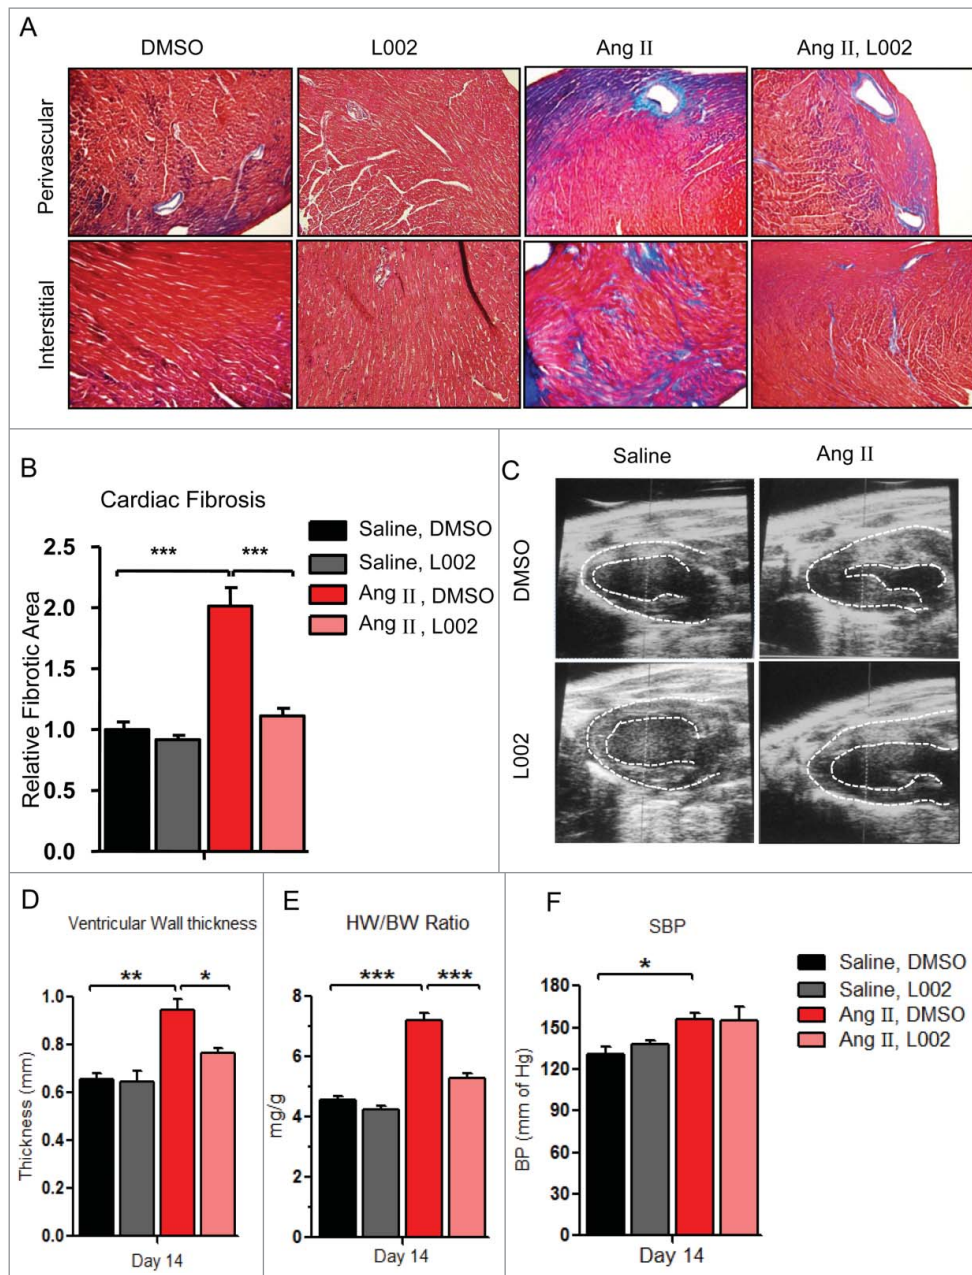 A
DMSO
L002
Ang II
Ang II, L002
Perivascular
Interstitial
B
Cardiac Fibrosis
Relative Fibrotic Area
2.5
2.0
1.5
1.0
0.5
0.0
***
***
Saline, DMSO
Saline, L002
Ang II, DMSO
Ang II, L002
C
Saline
Ang II
DMSO
L002
D
Ventricular Wall thickness
Thickness (mm)
1.0
0.8
0.6
0.4
0.2
0.0
**
*
Day 14
E
HW/BW Ratio
mg/g
8
6
4
2
0
***
***
Day 14
F
SBP
BP (mm of Hg)
180
150
120
90
60
30
0
*
Day 14
Saline, DMSO
Saline, L002
Ang II, DMSO
Ang II, L002